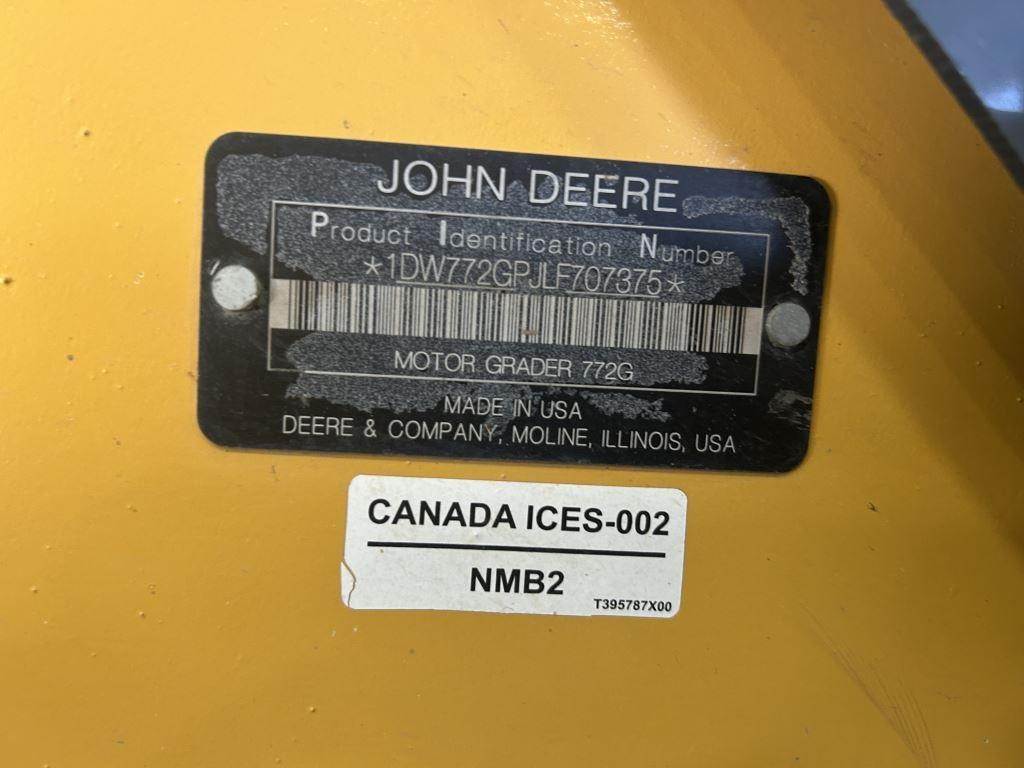 JOHN DEERE
Product Identification Number
*1DW772GPJLF707375*
MOTOR GRADER 772G
MADE IN USA
DEERE & COMPANY, MOLINE, ILLINOIS, USA
CANADA ICES-002
NMB2
T395787X00